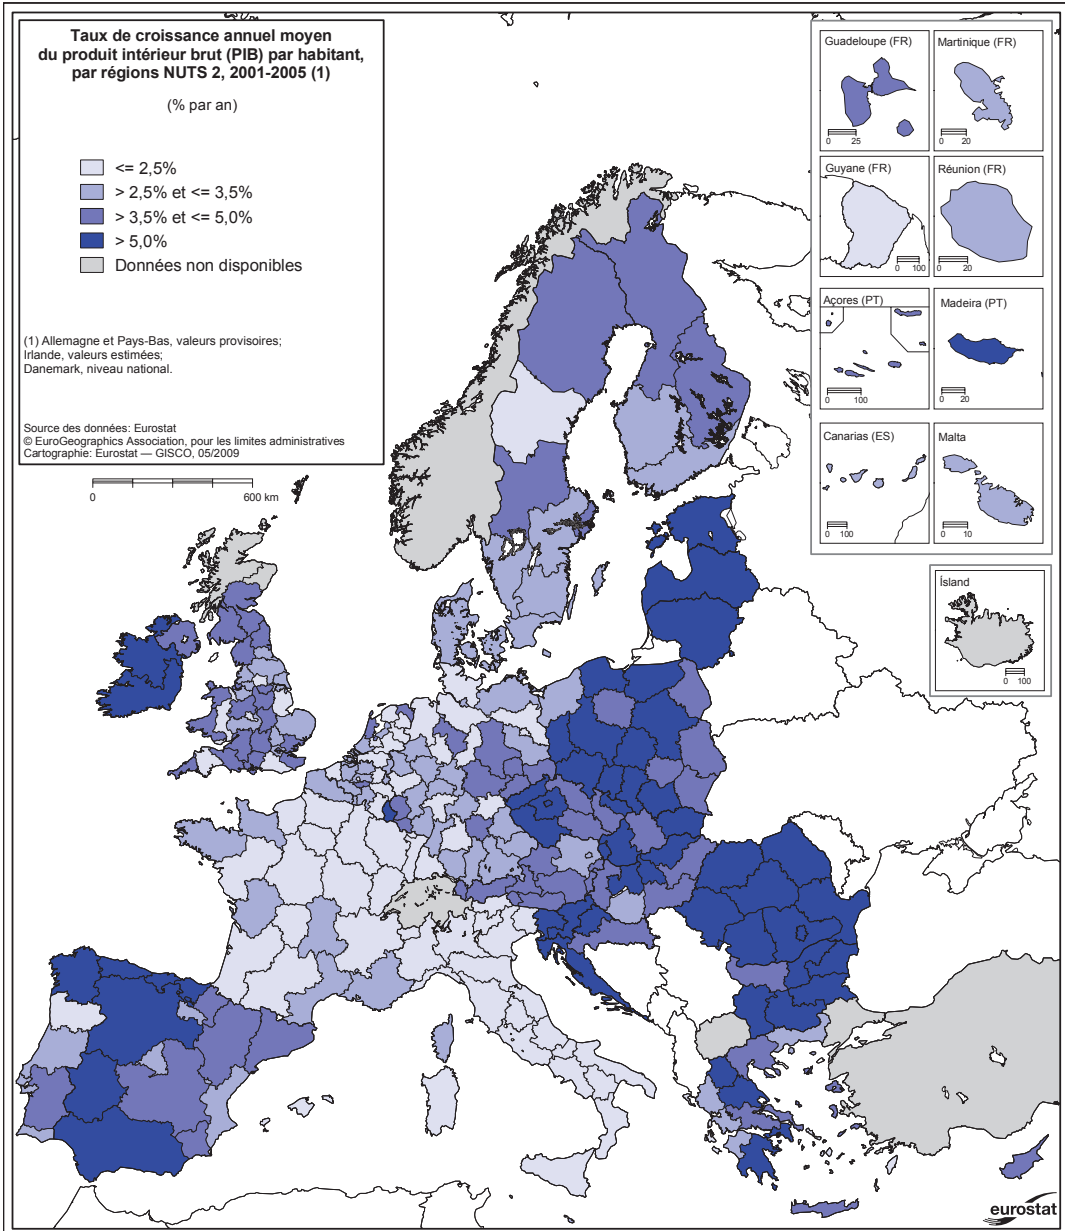 Taux de croissance annuel moyen
du produit intérieur brut (PIB) par habitant,
par régions NUTS 2, 2001-2005 (1)
(% par an)
<= 2,5%
> 2,5% et <= 3,5%
> 3,5% et <= 5,0%
> 5,0%
Données non disponibles
(1) Allemagne et Pays-Bas, valeurs provisoires;
Irlande, valeurs estimées;
Danemark, niveau national.
Source des données: Eurostat
© EuroGeographics Association, pour les limites administratives
Cartographie: Eurostat — GISCO, 05/2009
0 600 km
Guadeloupe (FR)
0 25
Martinique (FR)
0 20
Guyane (FR)
0 100
Réunion (FR)
0 20
Açores (PT)
0 100
Madeira (PT)
0 20
Canarias (ES)
0 100
Malta
0 10
Ísland
0 100
eurostat